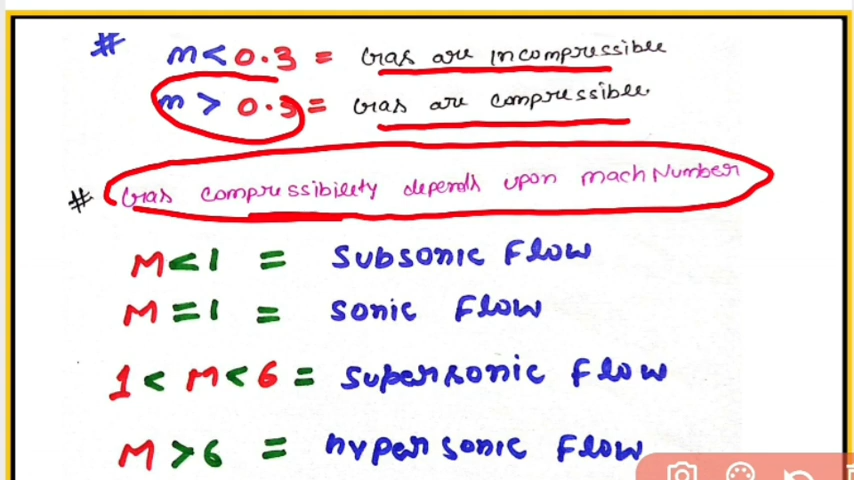 # m < 0.3 = Gas are incompressible
m > 0.3 = Gas are compressible
# Gas compressibility depends upon mach Number
M < 1 = Subsonic Flow
M = 1 = sonic Flow
1 < M < 6 = supersonic Flow
M > 6 = hypersonic Flow